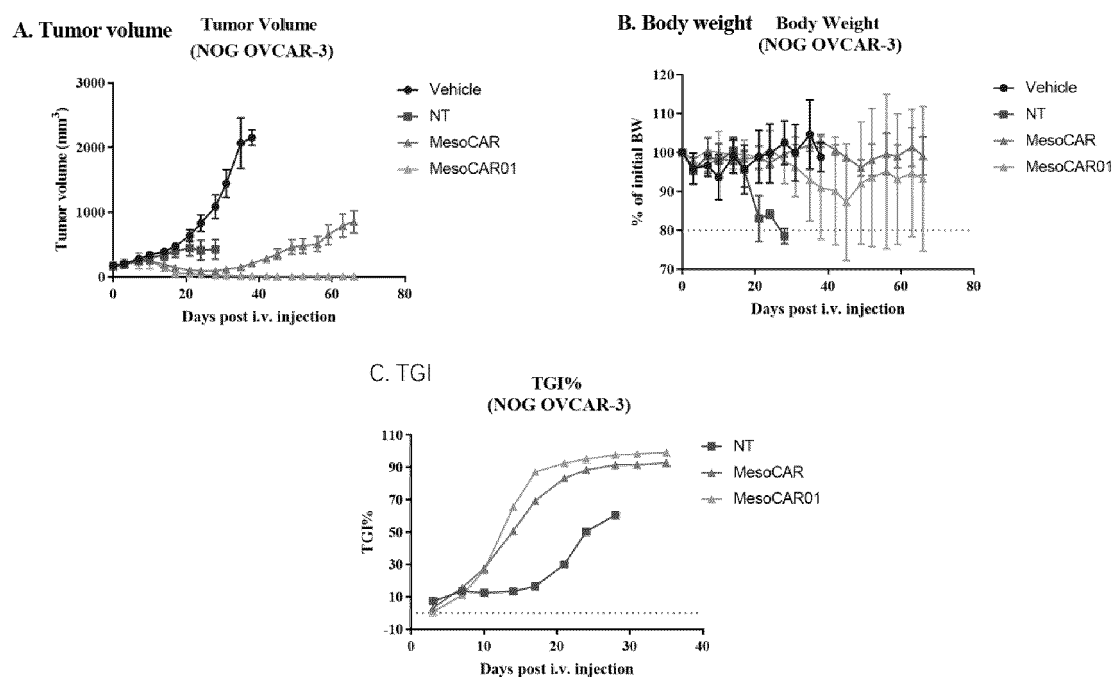 A. Tumor volume
Tumor Volume
(NOG OVCAR-3)
Tumor volume (mm³)
3000
2000
1000
0
0
20
40
60
80
Days post i.v. injection
Vehicle
NT
MesoCAR
MesoCAR01
B. Body weight
Body Weight
(NOG OVCAR-3)
% of initial BW
120
110
100
90
80
70
0
20
40
60
80
Days post i.v. injection
Vehicle
NT
MesoCAR
MesoCAR01
C. TGI
TGI%
(NOG OVCAR-3)
TGI%
110
90
70
50
30
10
-10
0
10
20
30
40
Days post i.v. injection
NT
MesoCAR
MesoCAR01